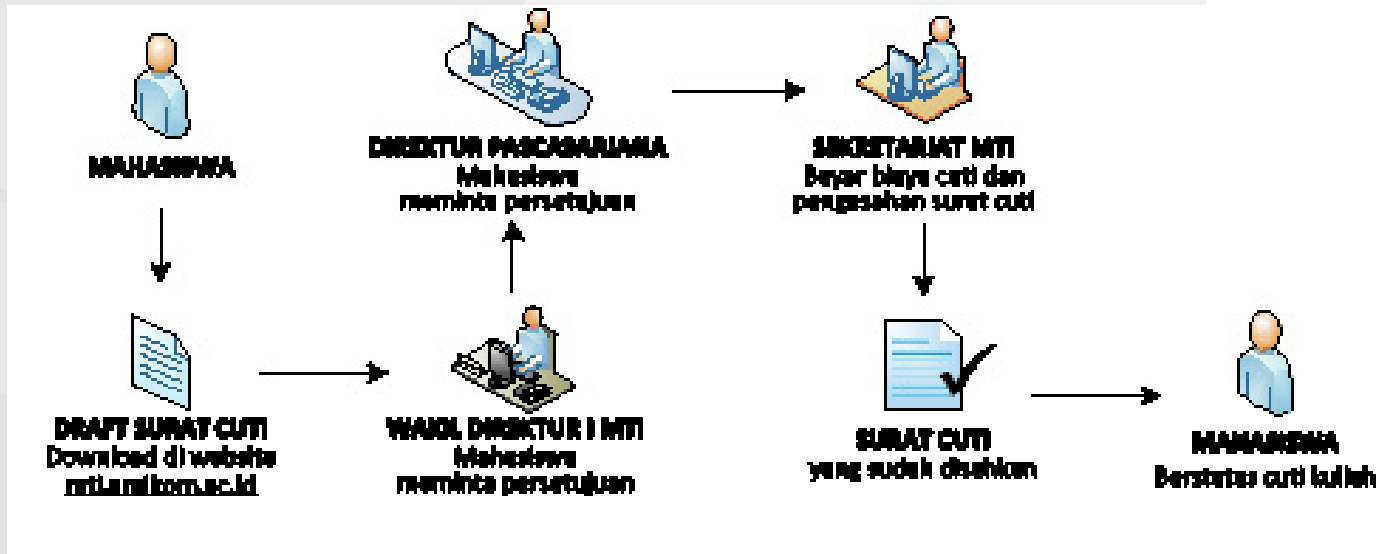 MAHASISWA
DRAFT SURAT CUTI
Download di website
mti.amikom.ac.id
WAKIL DIREKTUR I MTI
Mahasiswa
meminta persetujuan
DIREKTUR PASCASARJANA
Mahasiswa
meminta persetujuan
SEKRETARIAT MTI
Bayar biaya cuti dan
pengesahan surat cuti
SURAT CUTI
yang sudah disahkan
MAHASISWA
Berstatus cuti kuliah